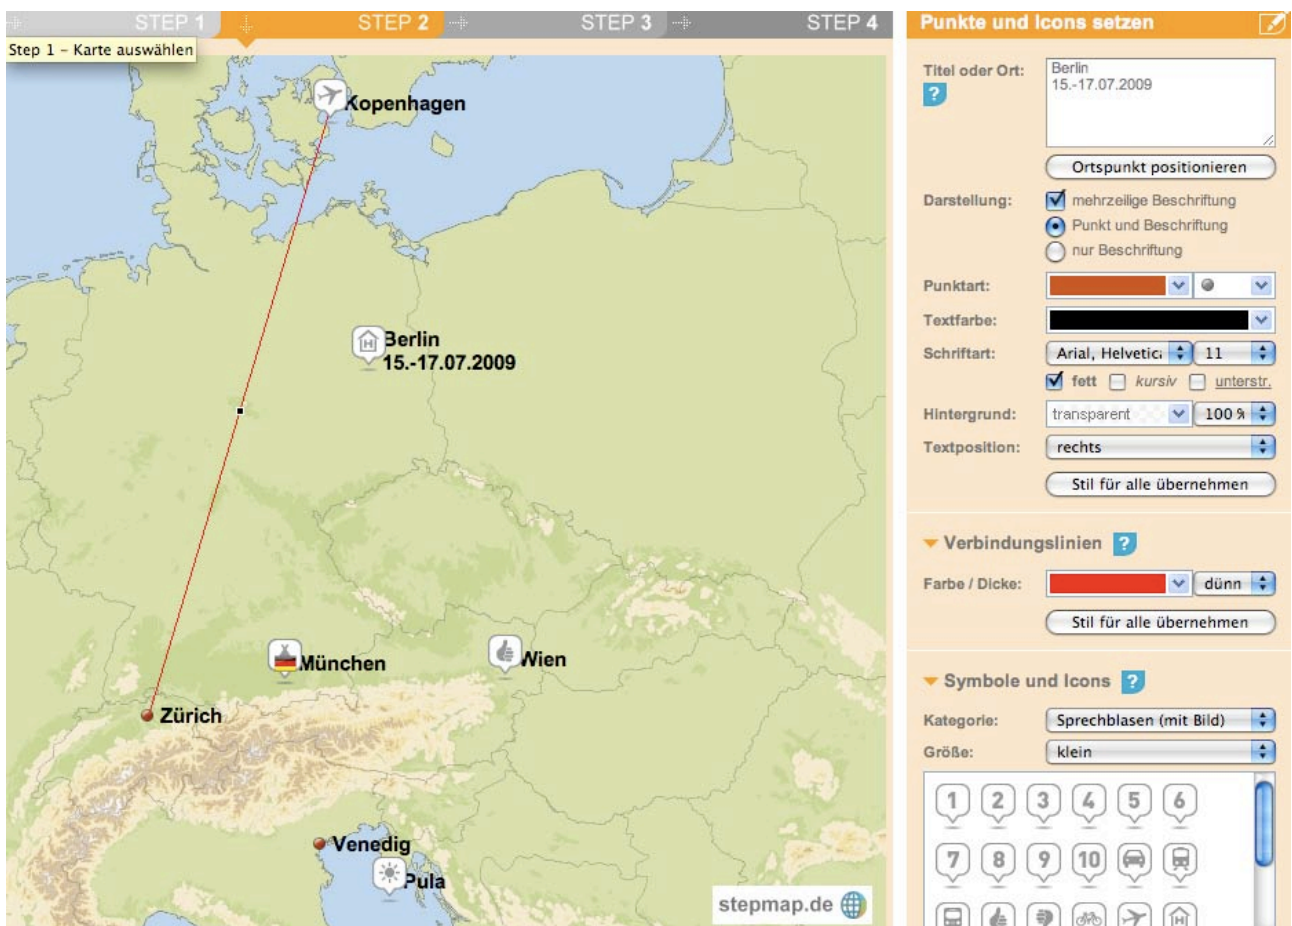 STEP 1
STEP 2
STEP 3
STEP 4
Step 1 – Karte auswählen
Kopenhagen
Berlin
15.-17.07.2009
München
Wien
Zürich
Venedig
Pula
stepmap.de
Punkte und Icons setzen
Titel oder Ort:
?
Berlin
15.-17.07.2009
Ortspunkt positionieren
Darstellung:
mehrzeilige Beschriftung
Punkt und Beschriftung
nur Beschriftung
Punktart:
Textfarbe:
Schriftart:
Arial, Helvetic
11
fett
kursiv
unterstr.
Hintergrund:
transparent
100 %
Textposition:
rechts
Stil für alle übernehmen
Verbindungslinien ?
Farbe / Dicke:
dünn
Stil für alle übernehmen
Symbole und Icons ?
Kategorie:
Sprechblasen (mit Bild)
Größe:
klein
1 2 3 4 5 6
7 8 9 10